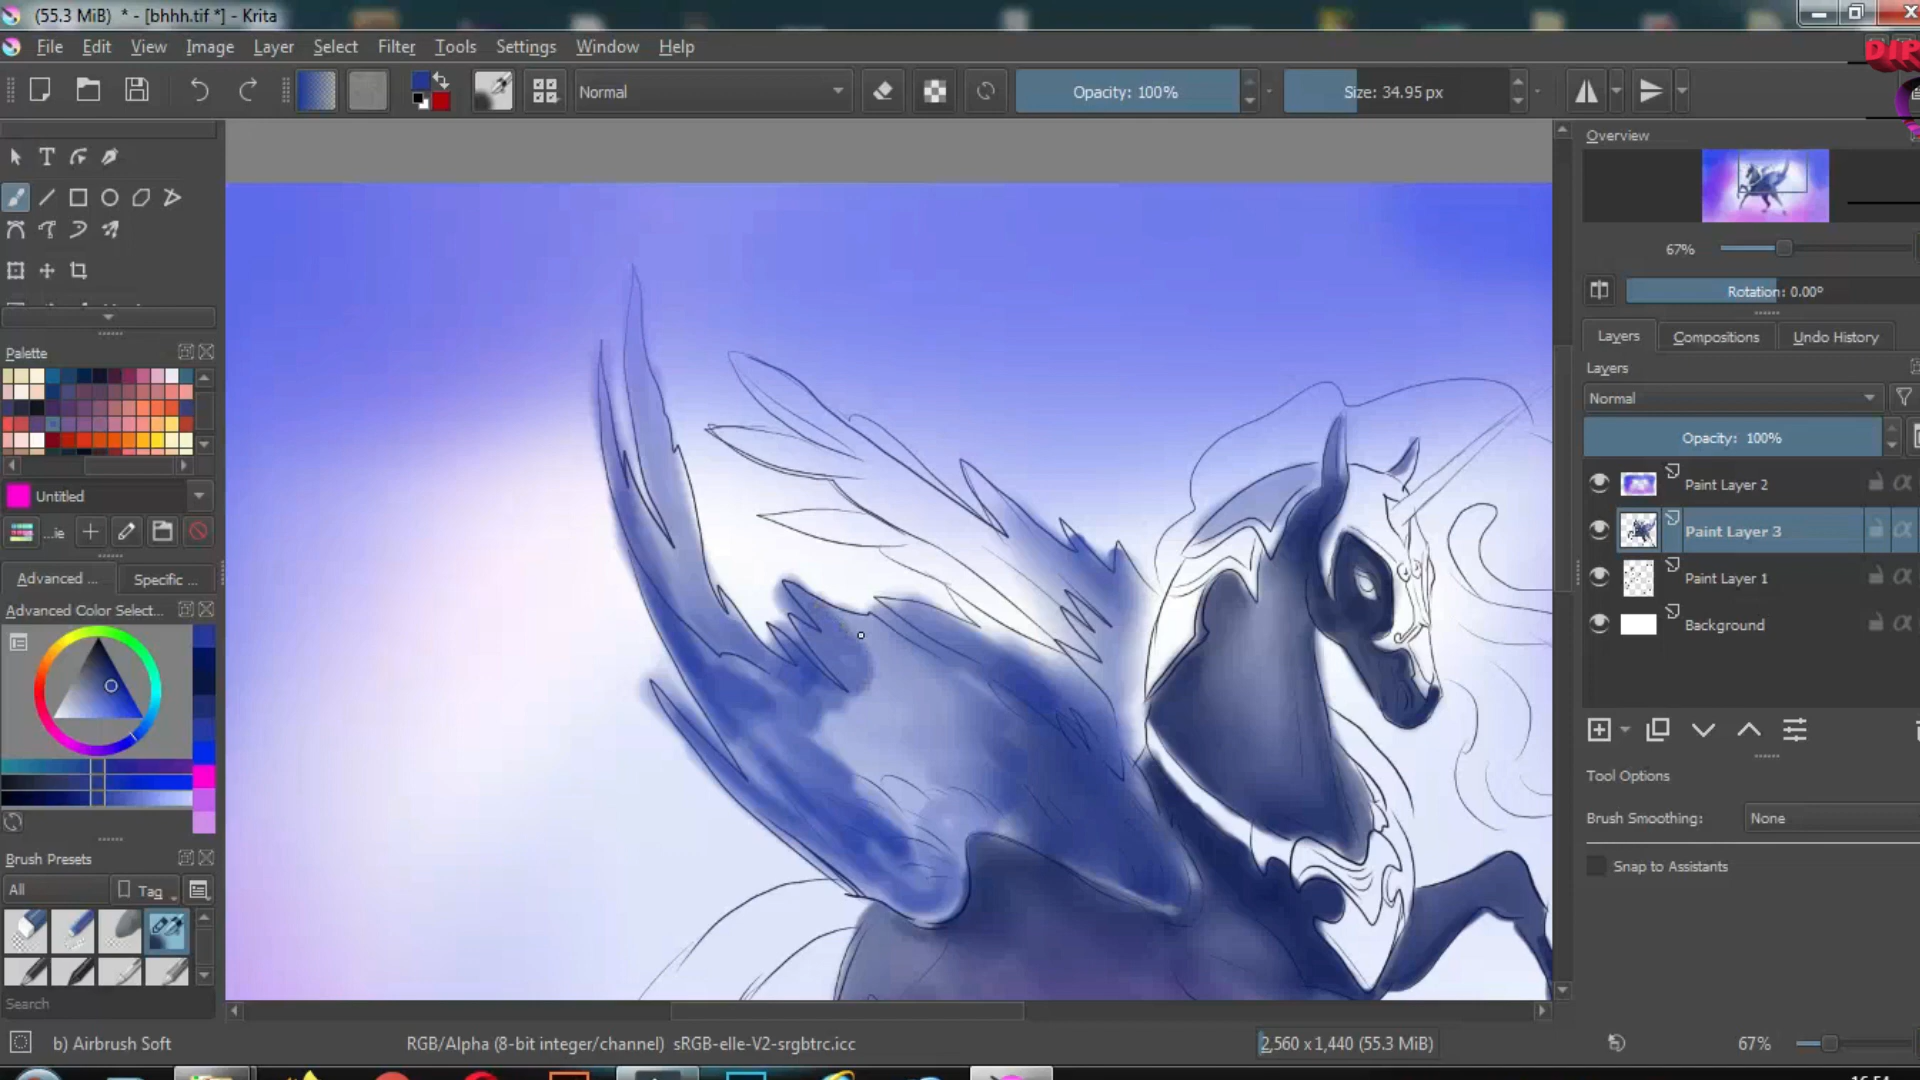 (55.3 MiB)  * - [bhhh.tif *] - Krita
File Edit View Image Layer Select Filter Tools Settings Window Help
DIR
Normal
Opacity: 100%
Size: 34.95 px
Overview
67%
Rotation: 0.00°
Layers Compositions Undo History
Palette
Layers
Normal
Opacity: 100%
Paint Layer 2
Untitled
...ie
Paint Layer 3
Advanced ... Specific ...
Paint Layer 1
Advanced Color Select...
Background
Tool Options
Brush Smoothing: None
Brush Presets
Snap to Assistants
All
Tag
Search
b) Airbrush Soft
RGB/Alpha (8-bit integer/channel)  sRGB-elle-V2-srgbtrc.icc
2,560 x 1,440 (55.3 MiB)
67%